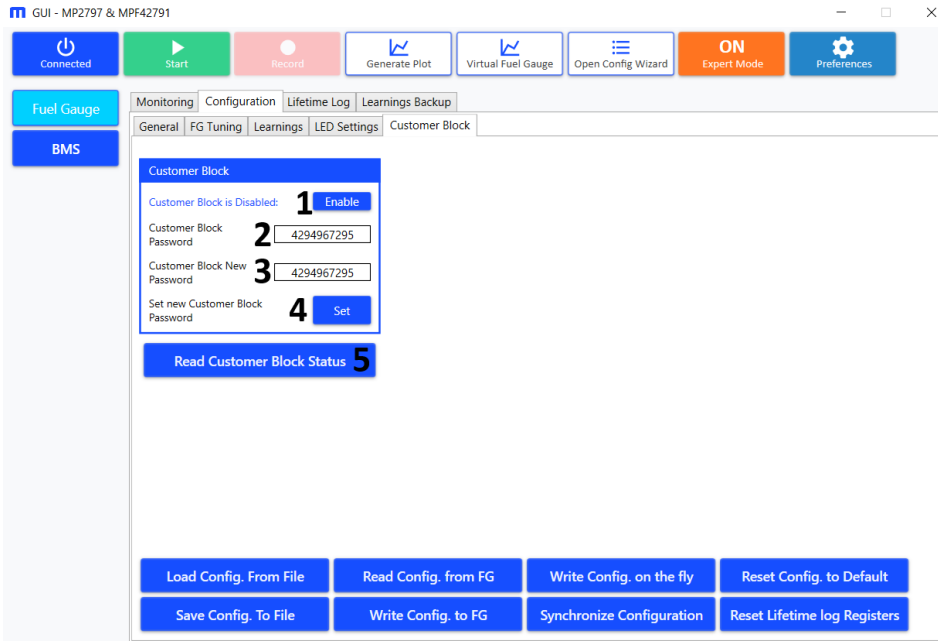 m GUI - MP2797 & MPF42791
Connected Start Record Generate Plot Virtual Fuel Gauge Open Config Wizard ON Expert Mode Preferences
Fuel Gauge
BMS
Monitoring Configuration Lifetime Log Learnings Backup
General FG Tuning Learnings LED Settings Customer Block
Customer Block
Customer Block is Disabled: 1 Enable
Customer Block
Password 2 4294967295
Customer Block New
Password 3 4294967295
Set new Customer Block
Password 4 Set
Read Customer Block Status 5
Load Config. From File Read Config. from FG Write Config. on the fly Reset Config. to Default
Save Config. To File Write Config. to FG Synchronize Configuration Reset Lifetime log Registers